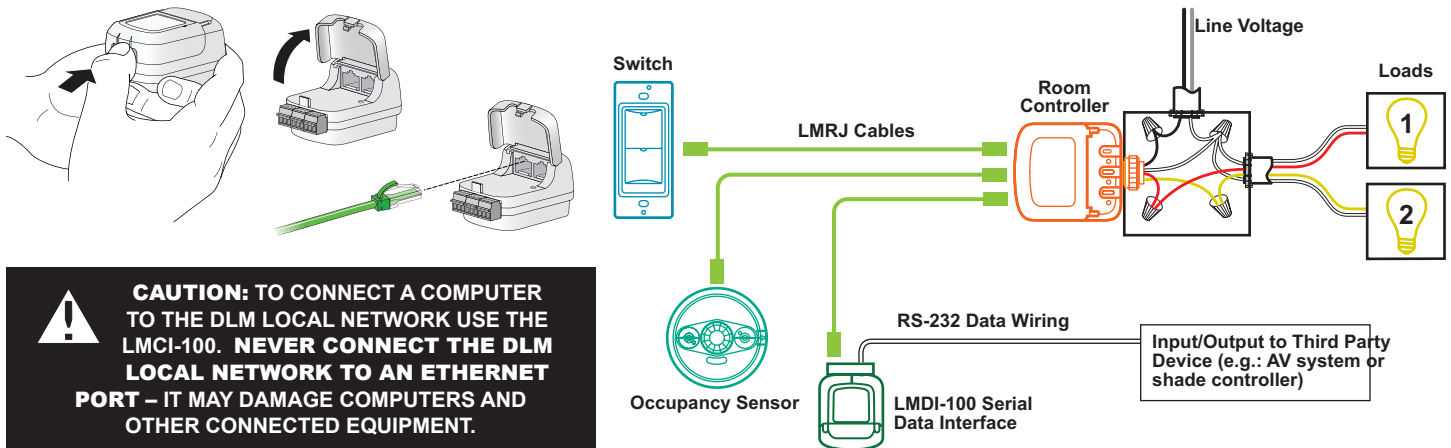 CAUTION: TO CONNECT A COMPUTER
TO THE DLM LOCAL NETWORK USE THE
LMCI-100. NEVER CONNECT THE DLM
LOCAL NETWORK TO AN ETHERNET
PORT – IT MAY DAMAGE COMPUTERS AND
OTHER CONNECTED EQUIPMENT.
Switch
LMRJ Cables
Room
Controller
Line Voltage
Loads
1
2
Occupancy Sensor
RS-232 Data Wiring
LMDI-100 Serial
Data Interface
Input/Output to Third Party
Device (e.g.: AV system or
shade controller)